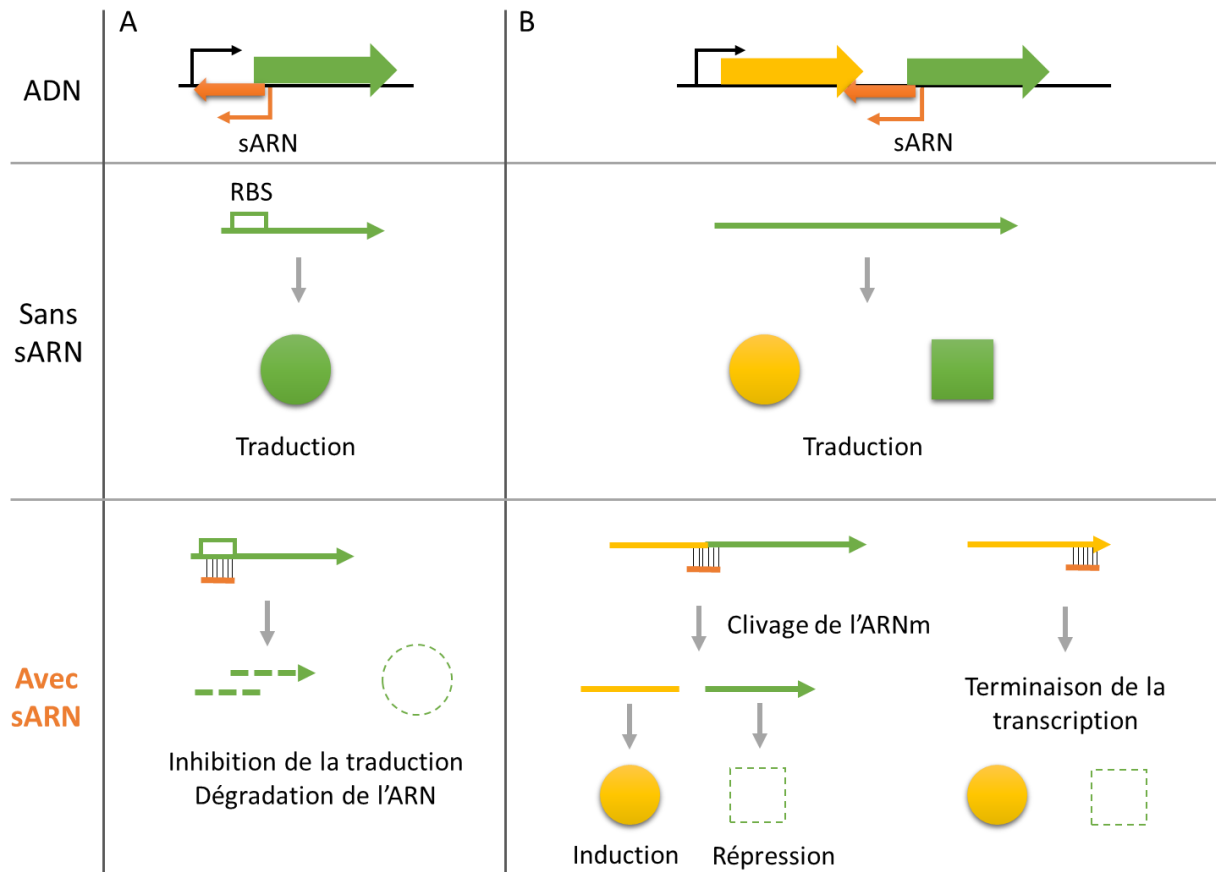 A
B
ADN
sARN
sARN
Sans
sARN
RBS
Traduction
Traduction
Avec
sARN
Inhibition de la traduction
Dégradation de l’ARN
Clivage de l’ARNm
Induction
Répression
Terminaison de la
transcription